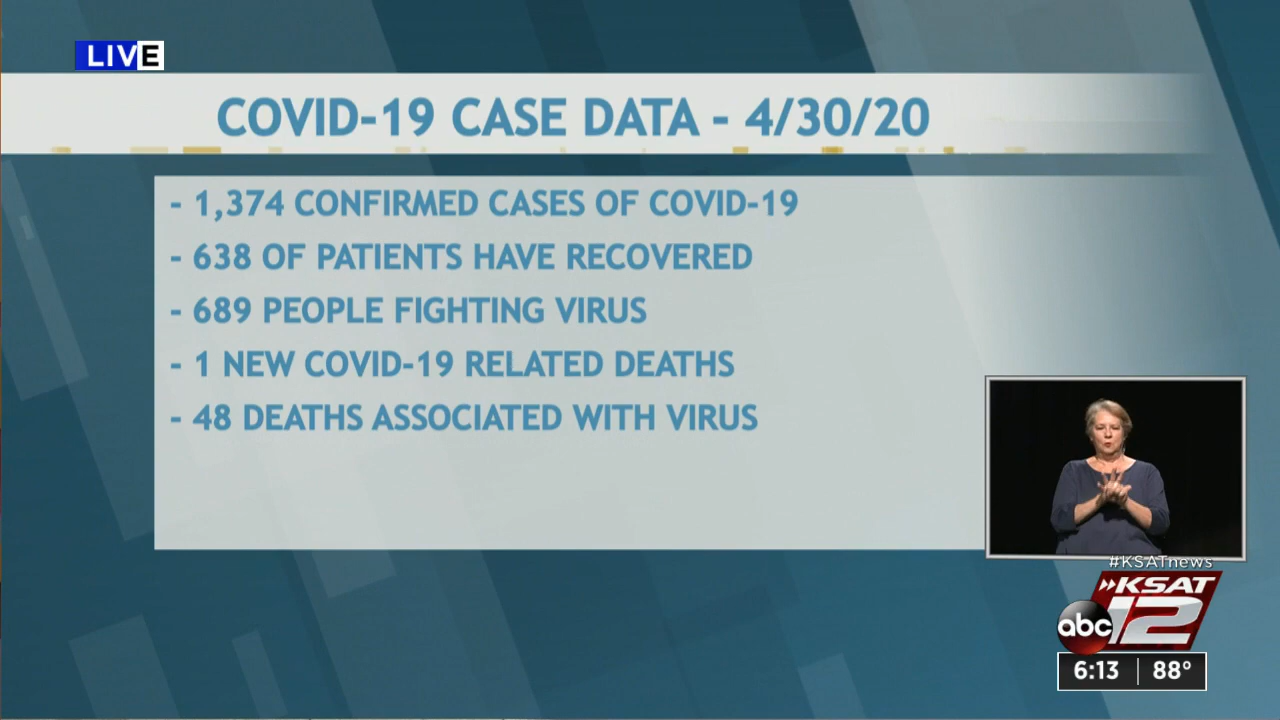 LIVE
COVID-19 CASE DATA - 4/30/20
- 1,374 CONFIRMED CASES OF COVID-19
- 638 OF PATIENTS HAVE RECOVERED
- 689 PEOPLE FIGHTING VIRUS
- 1 NEW COVID-19 RELATED DEATHS
- 48 DEATHS ASSOCIATED WITH VIRUS
#KSATnews
KSAT
abc 12
6:13 88°